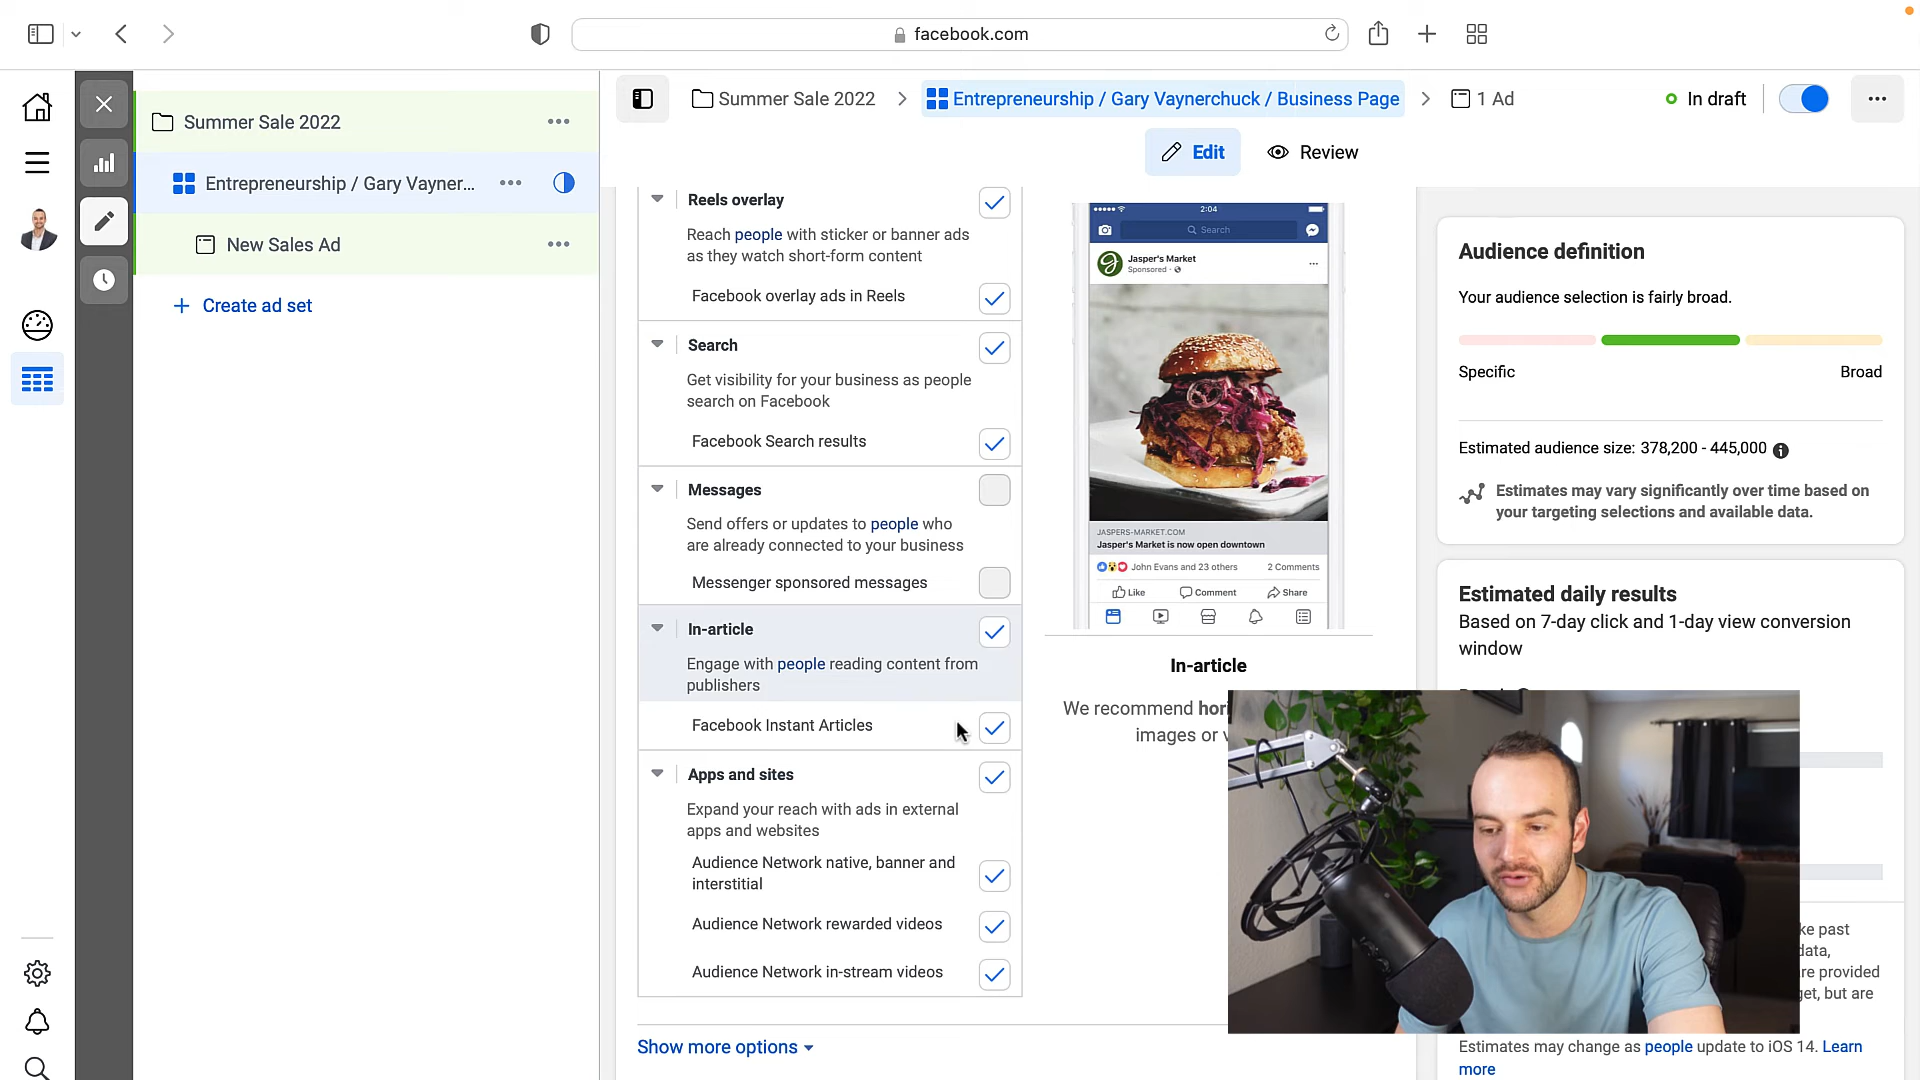 facebook.com
Summer Sale 2022
Entrepreneurship / Gary Vayner...
New Sales Ad
Create ad set
Summer Sale 2022
Entrepreneurship / Gary Vaynerchuck / Business Page
1 Ad
In draft
Edit
Review
Reels overlay
Reach people with sticker or banner ads
as they watch short-form content
Facebook overlay ads in Reels
Search
Get visibility for your business as people
search on Facebook
Facebook Search results
Messages
Send offers or updates to people who
are already connected to your business
Messenger sponsored messages
In-article
Engage with people reading content from
publishers
Facebook Instant Articles
Apps and sites
Expand your reach with ads in external
apps and websites
Audience Network native, banner and
interstitial
Audience Network rewarded videos
Audience Network in-stream videos
Show more options
2:04
Search
Jasper's Market
Sponsored ·
JASPERS-MARKET.COM
Jasper's Market is now open downtown
John Evans and 23 others
2 Comments
Like
Comment
Share
In-article
We recommend
images or
Audience definition
Your audience selection is fairly broad.
Specific
Broad
Estimated audience size: 378,200 - 445,000
Estimates may vary significantly over time based on
your targeting selections and available data.
Estimated daily results
Based on 7-day click and 1-day view conversion
window
past
data,
provided
but are
Estimates may change as people update to iOS 14. Learn
more